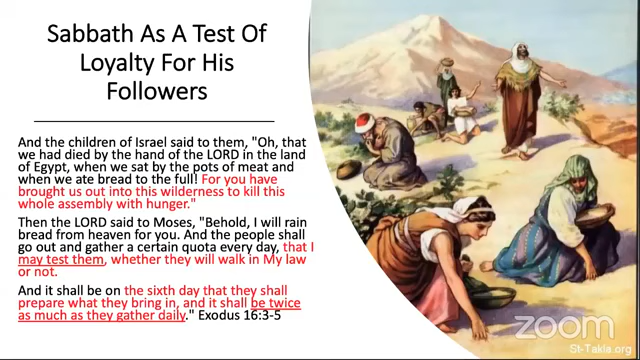 Sabbath As A Test Of
Loyalty For His
Followers
And the children of Israel said to them, "Oh, that
we had died by the hand of the LORD in the land
of Egypt, when we sat by the pots of meat and
when we ate bread to the full! For you have
brought us out into this wilderness to kill this
whole assembly with hunger."
Then the LORD said to Moses, "Behold, I will rain
bread from heaven for you. And the people shall
go out and gather a certain quota every day, that I
may test them, whether they will walk in My law
or not.
And it shall be on the sixth day that they shall
prepare what they bring in, and it shall be twice
as much as they gather daily." Exodus 16:3-5
zoom
St-Takla.org